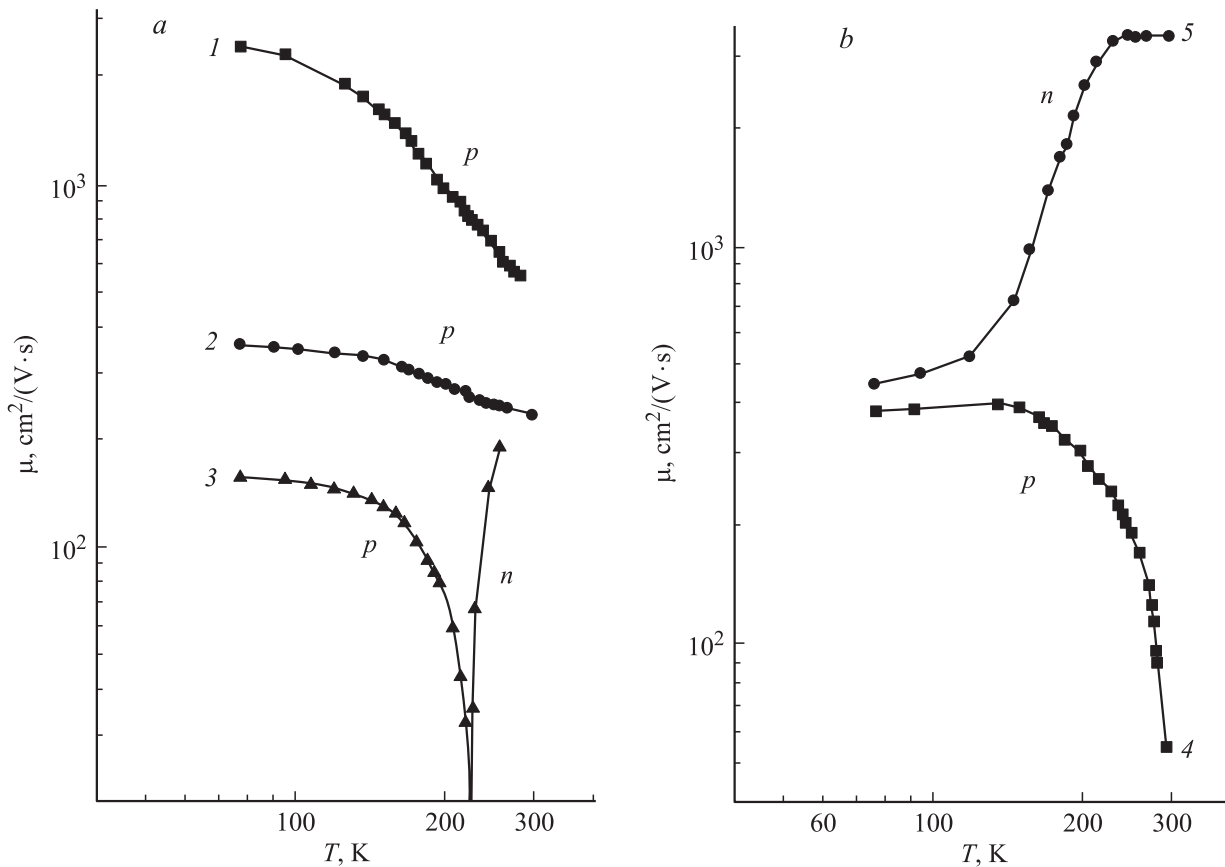 a
1
p
10³
2
p
3
p
n
10²
μ, cm²/(V·s)
100
200
300
T, K
b
5
n
10³
p
10²
4
μ, cm²/(V·s)
60
100
200
300
T, K